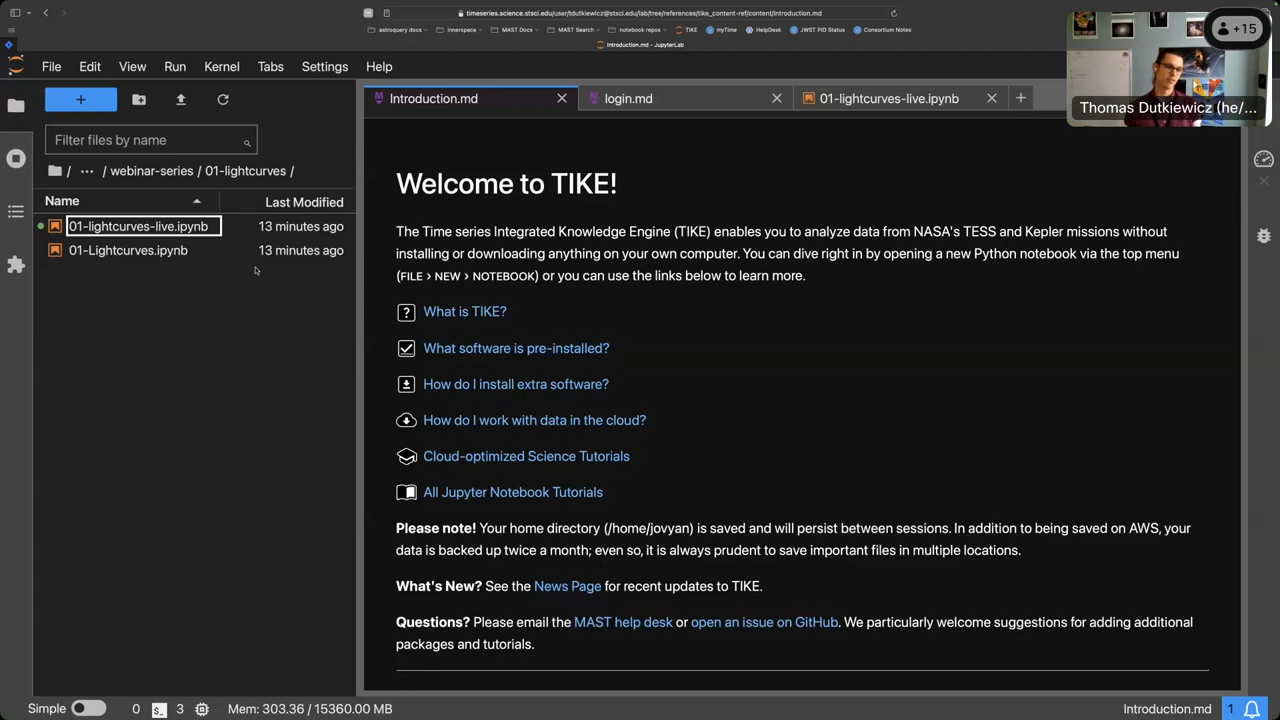 timeseries.science.stsci.edu/user/tdutkiewicz@stsci.edu/lab/tree/references/tike_content-ref/content/Introduction.md
astroquery docs
innerspace
MAST Docs
MAST Search
notebook repos
TIKE
myTime
HelpDesk
JWST PID Status
Consortium Notes
Introduction.md - JupyterLab
+15
Thomas Dutkiewicz (he/...
File Edit View Run Kernel Tabs Settings Help
Introduction.md
login.md
01-lightcurves-live.ipynb
Filter files by name
/ ··· / webinar-series / 01-lightcurves /
Name
Last Modified
01-lightcurves-live.ipynb 13 minutes ago
01-Lightcurves.ipynb 13 minutes ago
Welcome to TIKE!
The Time series Integrated Knowledge Engine (TIKE) enables you to analyze data from NASA's TESS and Kepler missions without
installing or downloading anything on your own computer. You can dive right in by opening a new Python notebook via the top menu
(FILE > NEW > NOTEBOOK) or you can use the links below to learn more.
What is TIKE?
What software is pre-installed?
How do I install extra software?
How do I work with data in the cloud?
Cloud-optimized Science Tutorials
All Jupyter Notebook Tutorials
Please note! Your home directory (/home/jovyan) is saved and will persist between sessions. In addition to being saved on AWS, your
data is backed up twice a month; even so, it is always prudent to save important files in multiple locations.
What's New? See the News Page for recent updates to TIKE.
Questions? Please email the MAST help desk or open an issue on GitHub. We particularly welcome suggestions for adding additional
packages and tutorials.
Simple 0 3 Mem: 303.36 / 15360.00 MB
Introduction.md 1